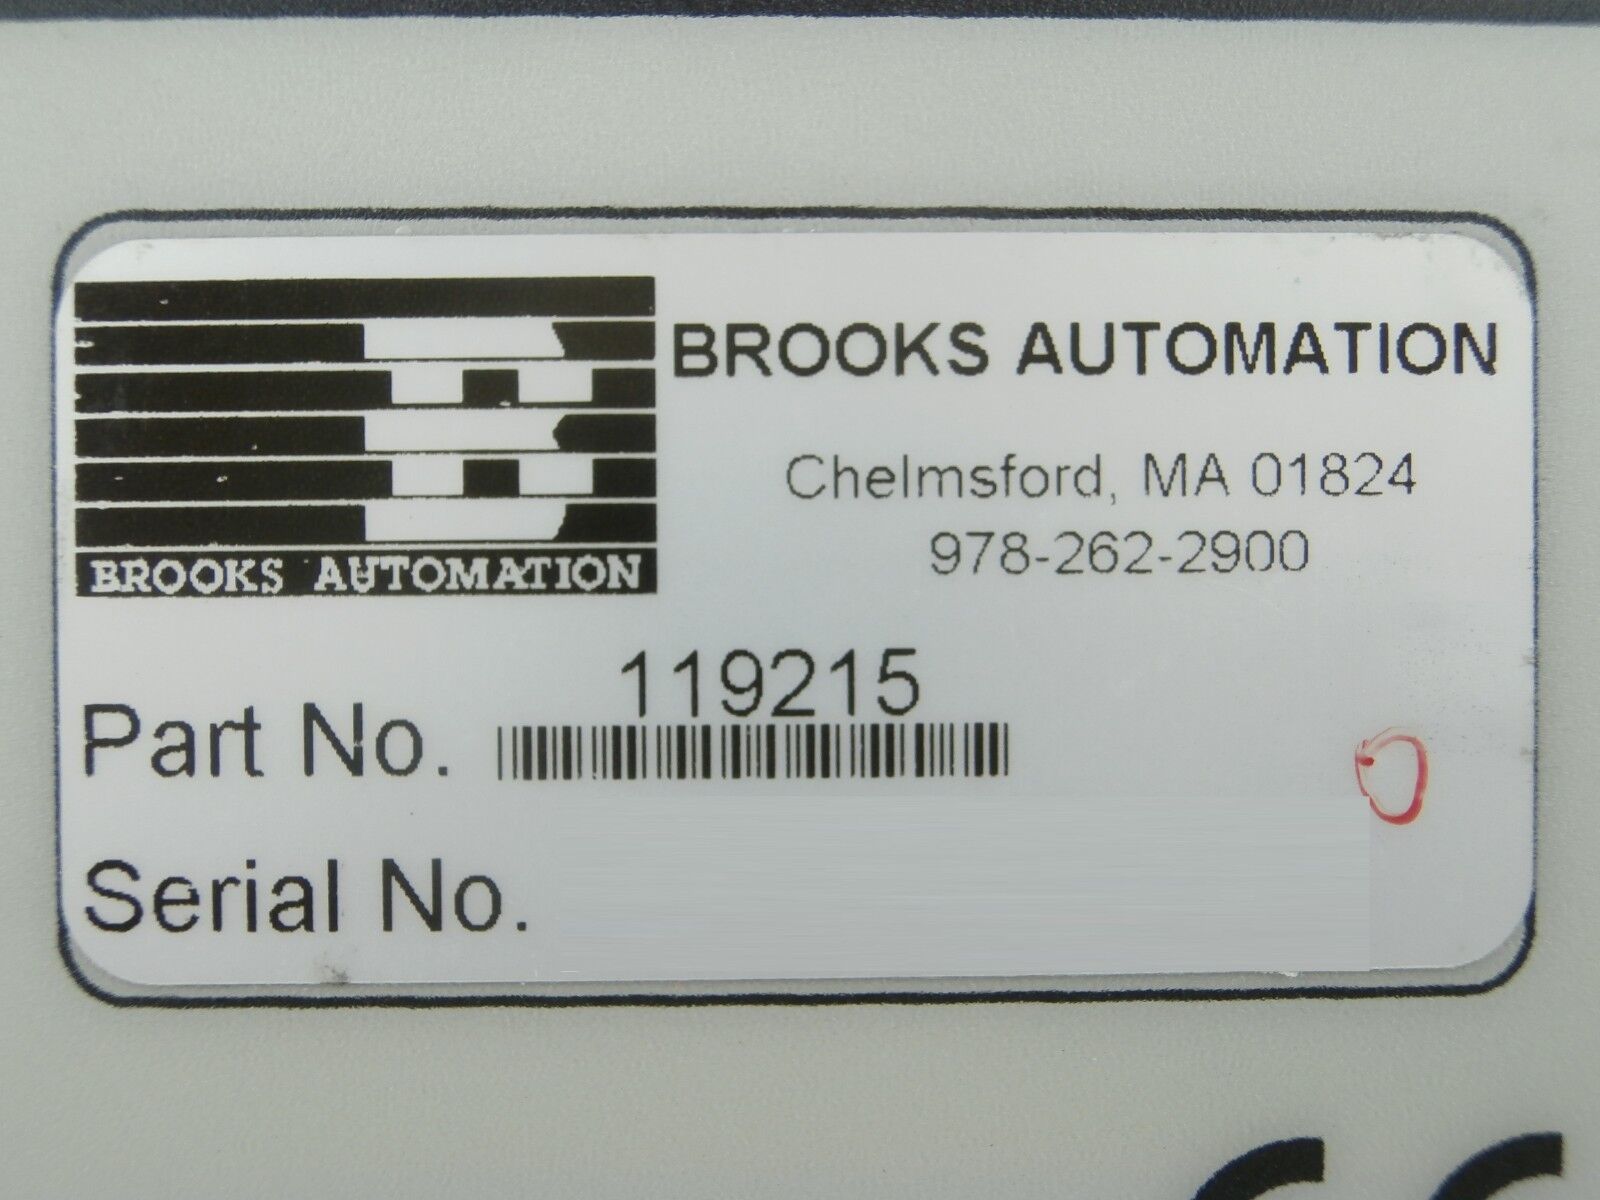 BROOKS AUTOMATION
BROOKS AUTOMATION
Chelmsford, MA 01824
978-262-2900
119215
Part No.
Serial No.